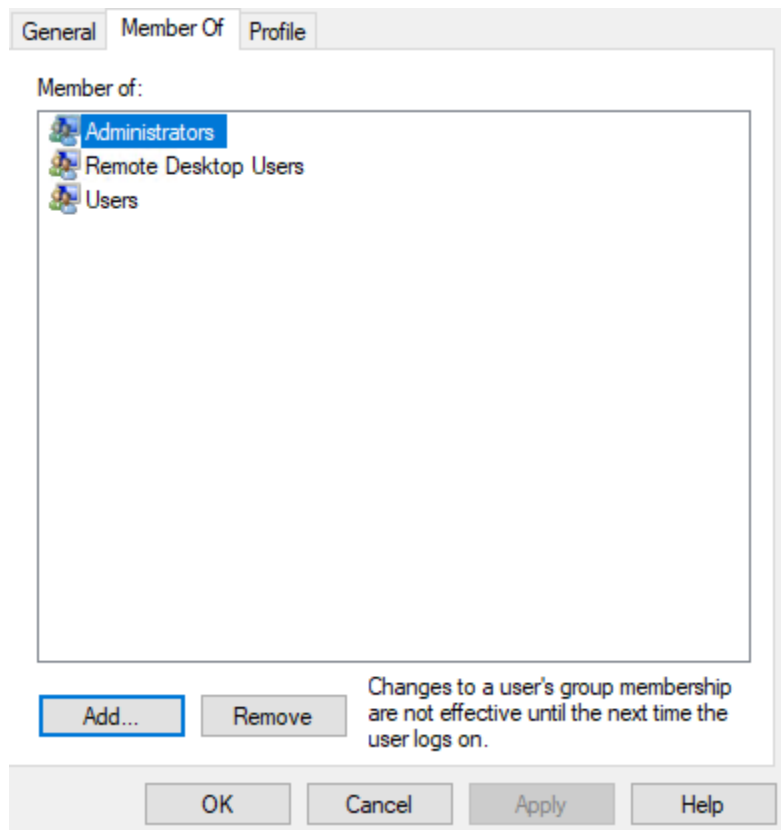 General Member Of Profile
Member of:
Administrators
Remote Desktop Users
Users
Add... Remove
Changes to a user's group membership
are not effective until the next time the
user logs on.
OK Cancel Apply Help